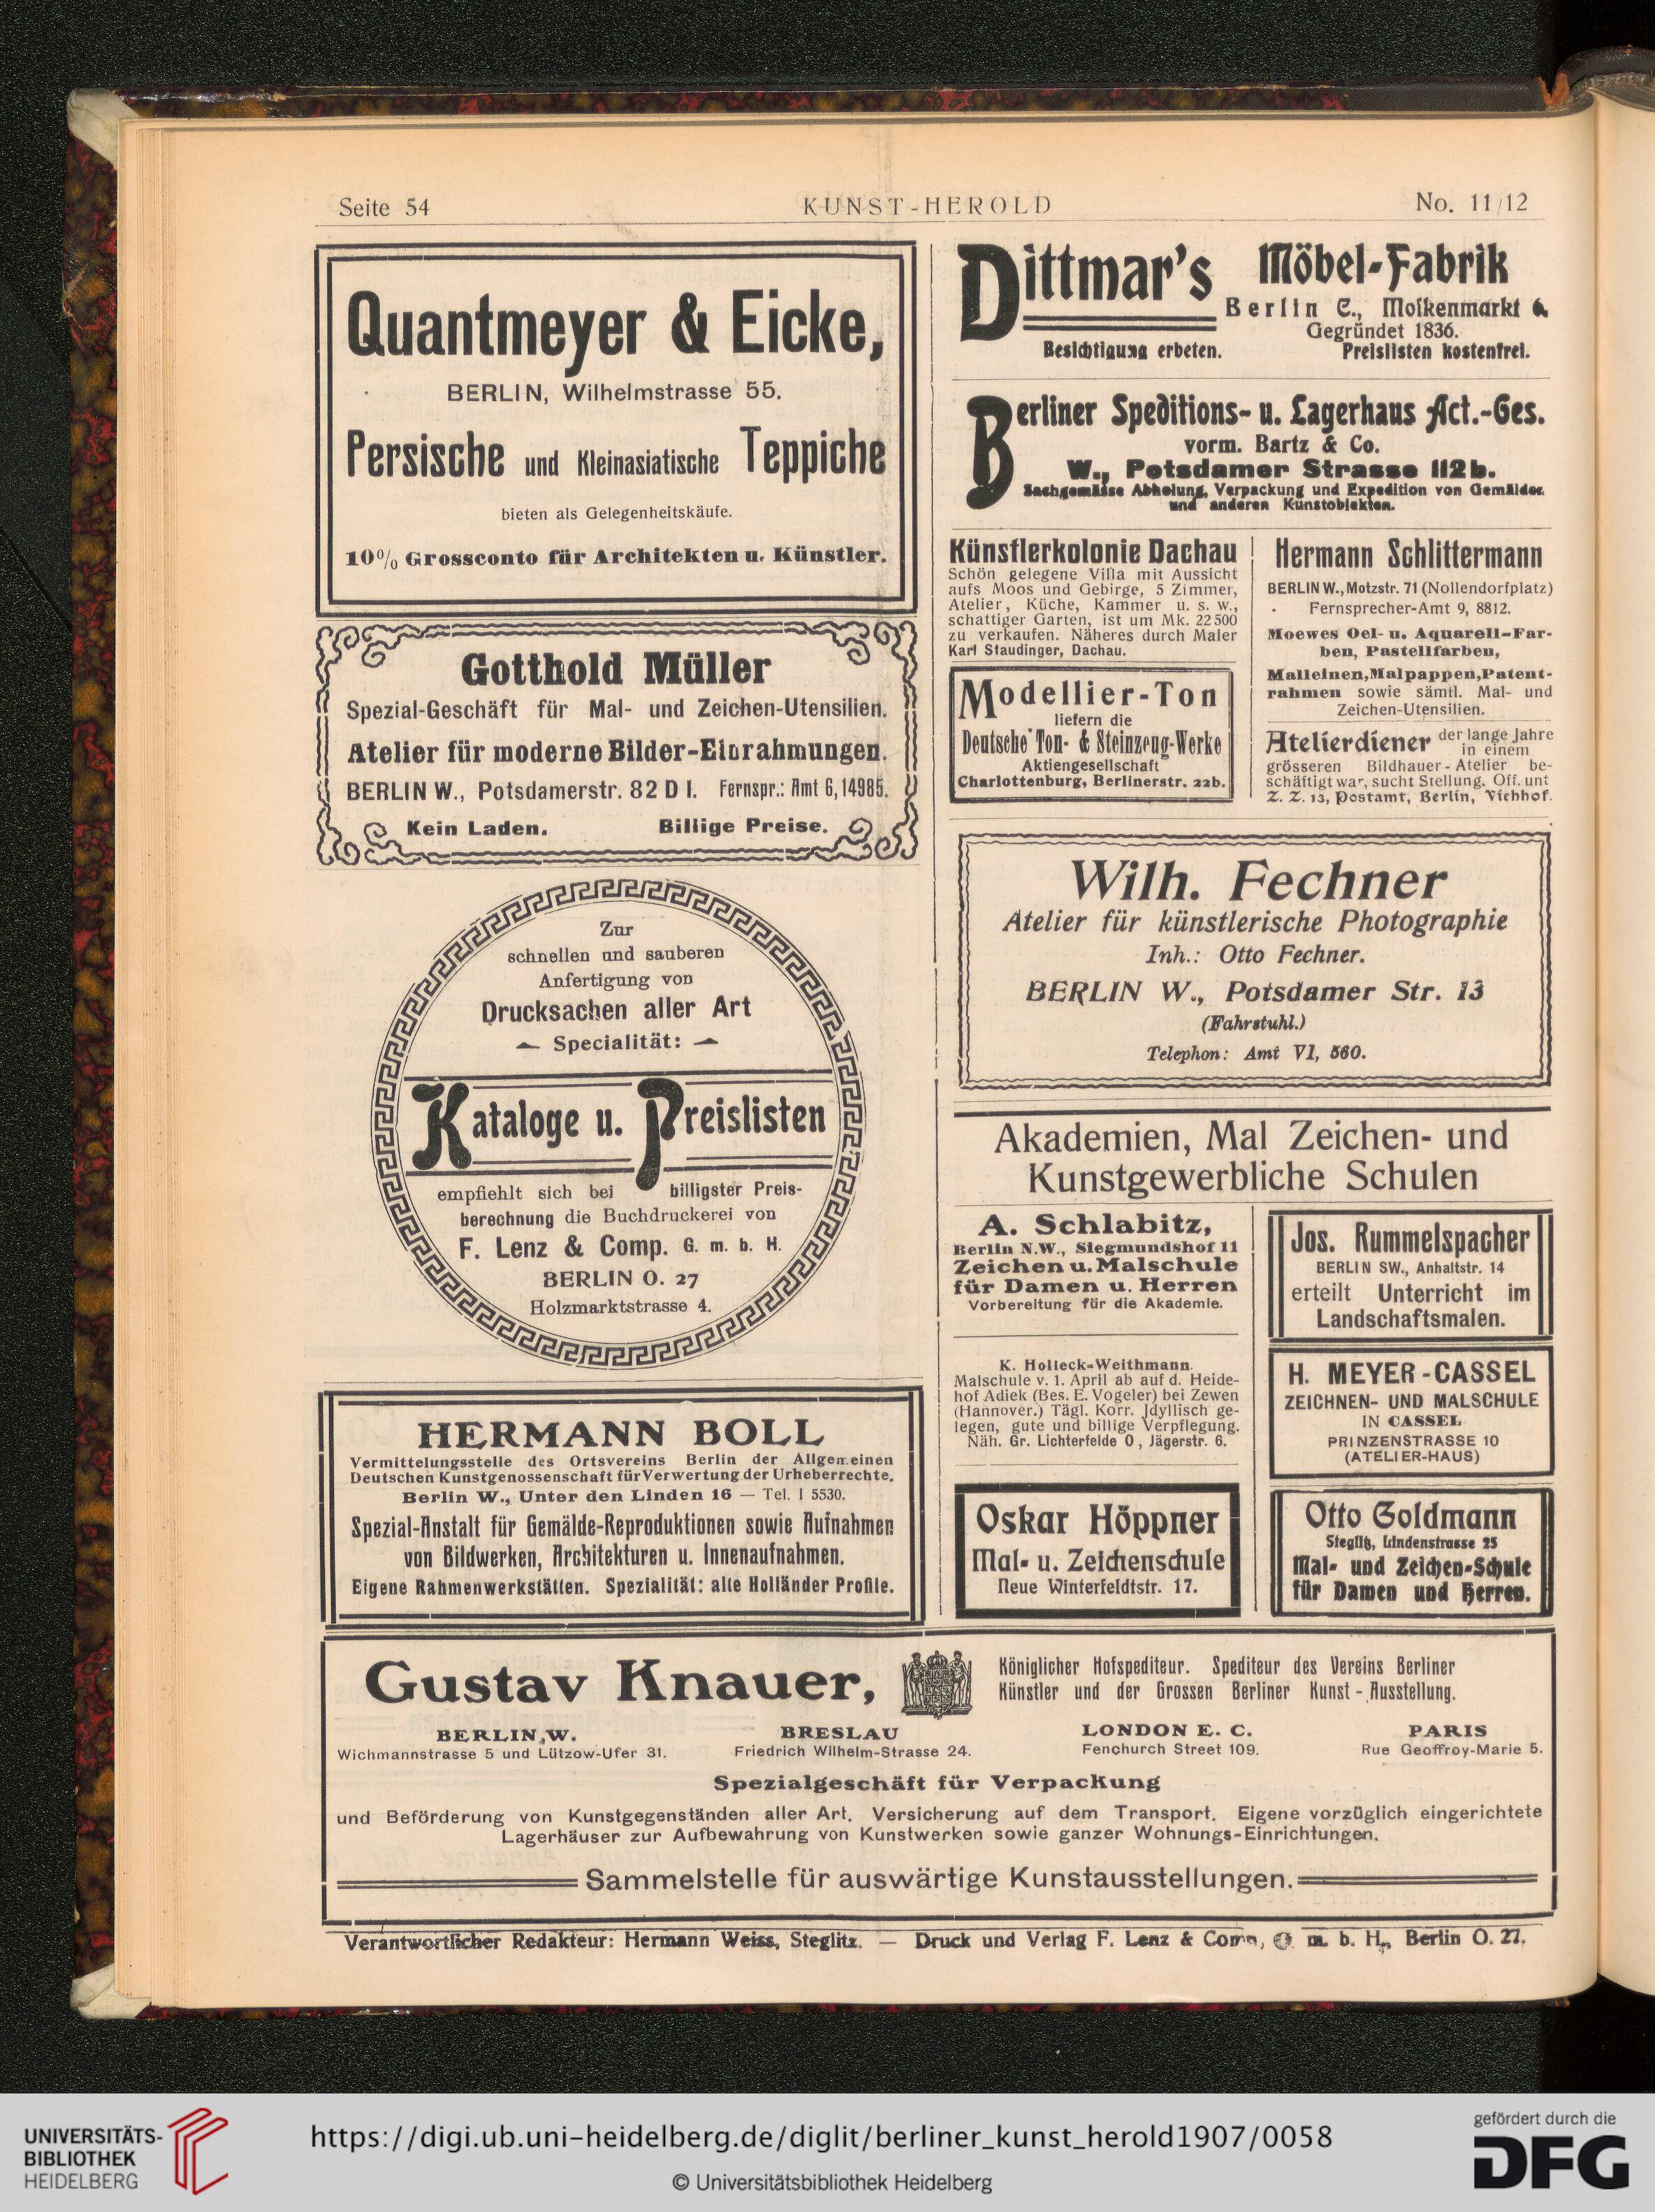 Seite 54
KUNST-HEROLD
No. 11/12
Quantmeyer & Eicke,
BERLIN, Wilhelmstrasse 55.
Persische und Kleinasiatische Teppiche
bieten als Gelegenheitskäufe.
10% Grossconto für Architekten u. Künstler.
Gotthold Müller
Spezial-Geschäft für Mal- und Zeichen-Utensilien.
Atelier für moderne Bilder-Einrahmungen.
BERLIN W., Potsdamerstr. 82 D I. Fernspr.: Amt 6, 14985.
Kein Laden. Billige Preise.
Zur
schnellen und sauberen
Anfertigung von
Drucksachen aller Art
Specialität:
Kataloge u. Preislisten
empfiehlt sich bei billigster Preis-
berechnung die Buchdruckerei von
F. Lenz & Comp. G. m. b. H.
BERLIN O. 27
Holzmarktstrasse 4.
HERMANN BOLL
Vermittelungsstelle des Ortsvereins Berlin der Allgemeinen
Deutschen Kunstgenossenschaft für Verwertung der Urheberrechte.
Berlin W., Unter den Linden 16 — Tel. I 5530.
Spezial-Anstalt für Gemälde-Reproduktionen sowie Aufnahmen
von Bildwerken, Architekturen u. Innenaufnahmen.
Eigene Rahmenwerkstätten. Spezialität: alte Holländer Profile.
Dittmar's Möbel-Fabrik
Berlin C., Molkenmarkt 6.
Gegründet 1836.
Besichtigung erbeten. Preislisten kostenfrei.
Berliner Speditions- u. Lagerhaus Act.-Ges.
vorm. Bartz & Co.
W., Potsdamer Strasse 112b.
Sachgemässe Abholung, Verpackung und Expedition von Gemälden
und anderen Kunstobjekten.
Künstlerkolonie Dachau
Schön gelegene Villa mit Aussicht
aufs Moos und Gebirge, 5 Zimmer,
Atelier, Küche, Kammer u. s. w.,
schattiger Garten, ist um Mk. 22500
zu verkaufen. Näheres durch Maler
Karl Staudinger, Dachau.
Modellier-Ton
liefern die
Deutsche Ton- & Steinzeug-Werke
Aktiengesellschaft
Charlottenburg, Berlinerstr. 22b.
Hermann Schlittermann
BERLIN W., Motzstr. 71 (Nollendorfplatz)
Fernsprecher-Amt 9, 8812.
Moewes Oel- u. Aquarell-Far-
ben, Pastellfarben,
Malleinen, Malpappen, Patent-
rahmen sowie sämtl. Mal- und
Zeichen-Utensilien.
Atelierdiener der lange Jahre
in einem
grösseren Bildhauer-Atelier be-
schäftigt war, sucht Stellung. Off. unt
Z. Z. 13, Postamt, Berlin, Viehhof.
Wilh. Fechner
Atelier für künstlerische Photographie
Inh.: Otto Fechner.
BERLIN W., Potsdamer Str. 13
(Fahrstuhl.)
Telephon: Amt VI, 560.
Akademien, Mal Zeichen- und
Kunstgewerbliche Schulen
A. Schlabitz,
Berlin N.W., Siegmundshof 11
Zeichen u. Malschule
für Damen u. Herren
Vorbereitung für die Akademie.
K. Holleck-Weithmann
Malschule v. 1. April ab auf d. Heide-
hof Adiek (Bes. E. Vogeler) bei Zewen
(Hannover.) Tägl. Korr. Jdyllisch ge-
legen, gute und billige Verpflegung.
Näh. Gr. Lichterfelde O, Jägerstr. 6.
Oskar Höppner
Mal- u. Zeichenschule
Neue Winterfeldtstr. 17.
Jos. Rummelspacher
BERLIN SW., Anhaltstr. 14
erteilt Unterricht im
Landschaftsmalen.
H. MEYER-CASSEL
ZEICHNEN- UND MALSCHULE
IN CASSEL
PRINZENSTRASSE 10
(ATELIER-HAUS)
Otto Goldmann
Steglitz, Lindenstrasse 25
Mal- und Zeichen-Schule
für Damen und Herren.
Gustav Knauer,
Königlicher Hofspediteur. Spediteur des Vereins Berliner
Künstler und der Grossen Berliner Kunst-Ausstellung.
BERLIN W. BRESLAU LONDON E. C. PARIS
Wichmannstrasse 5 und Lützow-Ufer 31. Friedrich Wilhelm-Strasse 24. Fenchurch Street 109. Rue Geoffroy-Marie 5.
Spezialgeschäft für Verpackung
und Beförderung von Kunstgegenständen aller Art. Versicherung auf dem Transport. Eigene vorzüglich eingerichtete
Lagerhäuser zur Aufbewahrung von Kunstwerken sowie ganzer Wohnungs-Einrichtungen.
Sammelstelle für auswärtige Kunstausstellungen.
Verantwortlicher Redakteur: Hermann Weiss, Steglitz. — Druck und Verlag F. Lenz & Comp, G. m. b. H., Berlin O. 27.
UNIVERSITÄTS-
BIBLIOTHEK
HEIDELBERG
https://digi.ub.uni-heidelberg.de/diglit/berliner_kunst_herold1907/0058
© Universitätsbibliothek Heidelberg
gefördert durch die
DFG